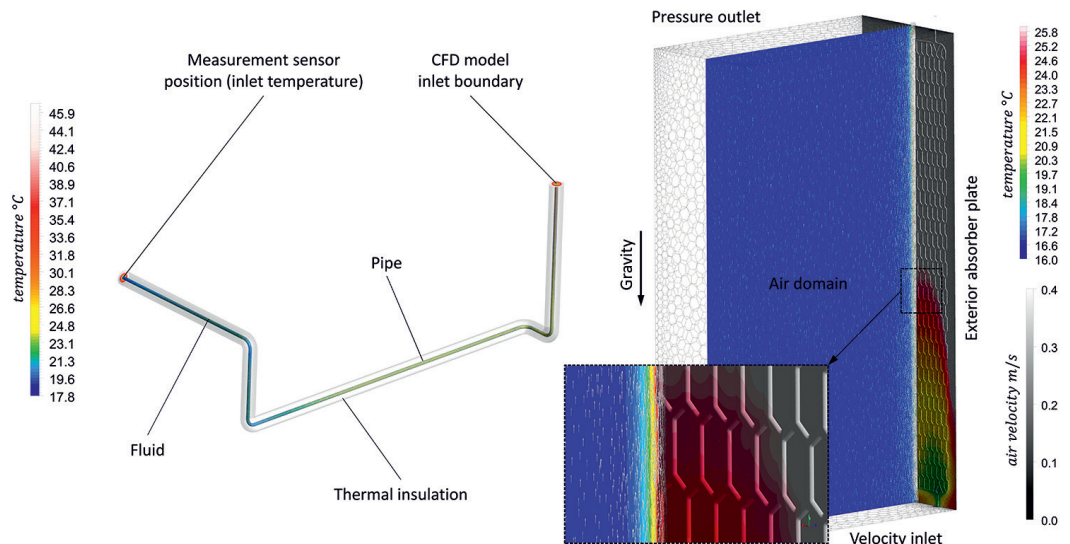 Measurement sensor
position (inlet temperature)
CFD model
inlet boundary
temperature °C
45.9
44.1
42.4
40.6
38.9
37.1
35.4
33.6
31.8
30.1
28.3
26.6
24.8
23.1
21.3
19.6
17.8
Pipe
Fluid
Thermal insulation
Pressure outlet
Gravity
Air domain
Exterior absorber plate
Velocity inlet
temperature °C
25.8
24.6
24.0
23.3
22.7
22.1
21.5
20.9
20.3
19.7
19.1
18.4
17.8
17.2
16.6
16.0
air velocity m/s
0.4
0.3
0.2
0.1
0.0